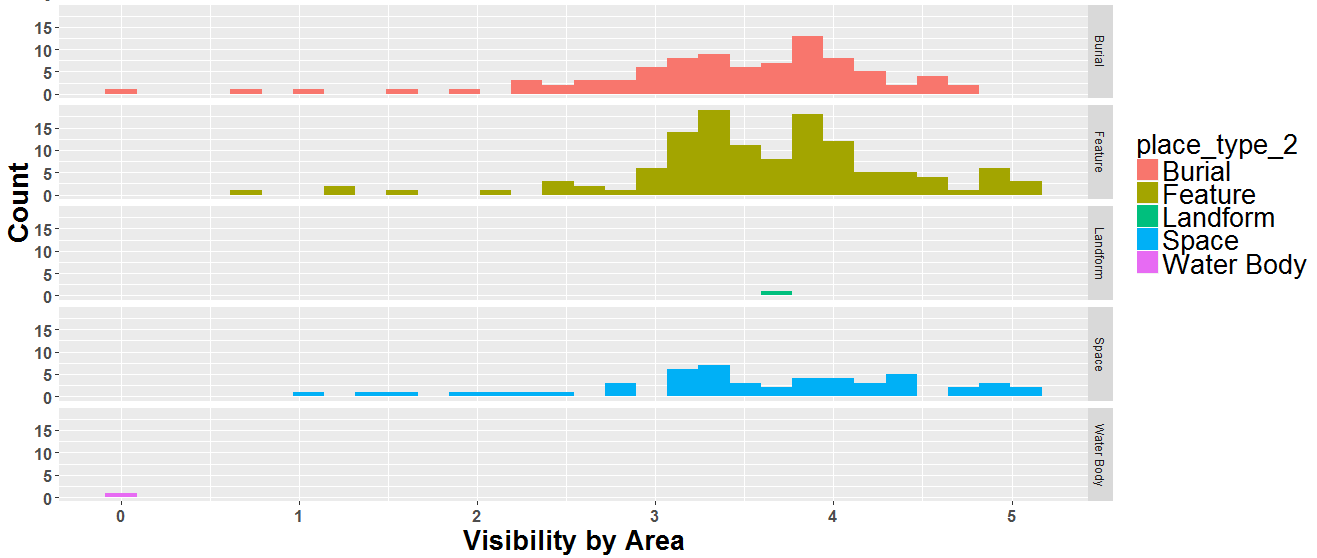 15
10
5
0
Burial
15
10
5
0
Feature
15
10
5
0
Landform
15
10
5
0
Space
15
10
5
0
Water Body
0 1 2 3 4 5
Visibility by Area
Count
place_type_2
Burial
Feature
Landform
Space
Water Body